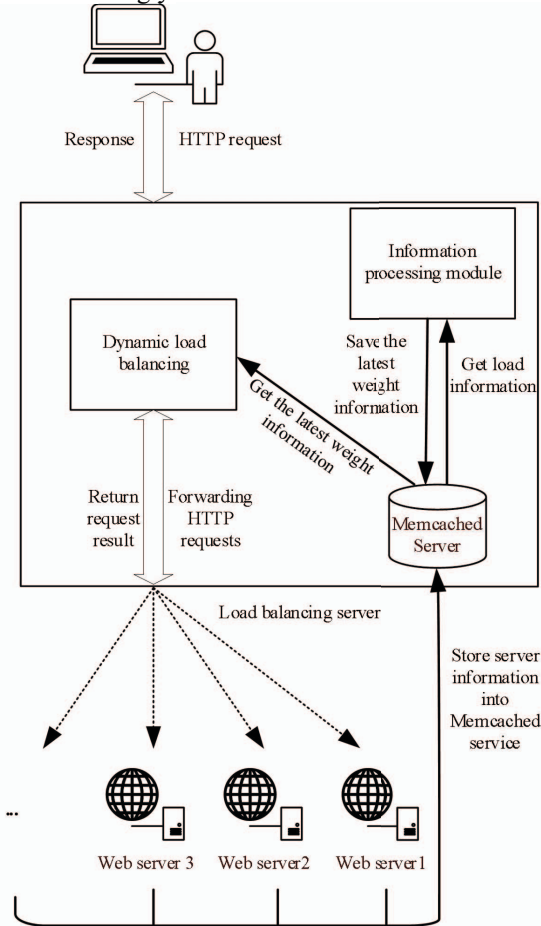 Response
HTTP request
Information
processing module
Dynamic load
balancing
Save the
latest
weight
information
Get load
information
Get the latest weight
information
Return
request
result
Forwarding
HTTP
requests
Memcached
Server
Load balancing server
Store server
information
into
Memcached
service
...
Web server 3
Web server2
Web server1